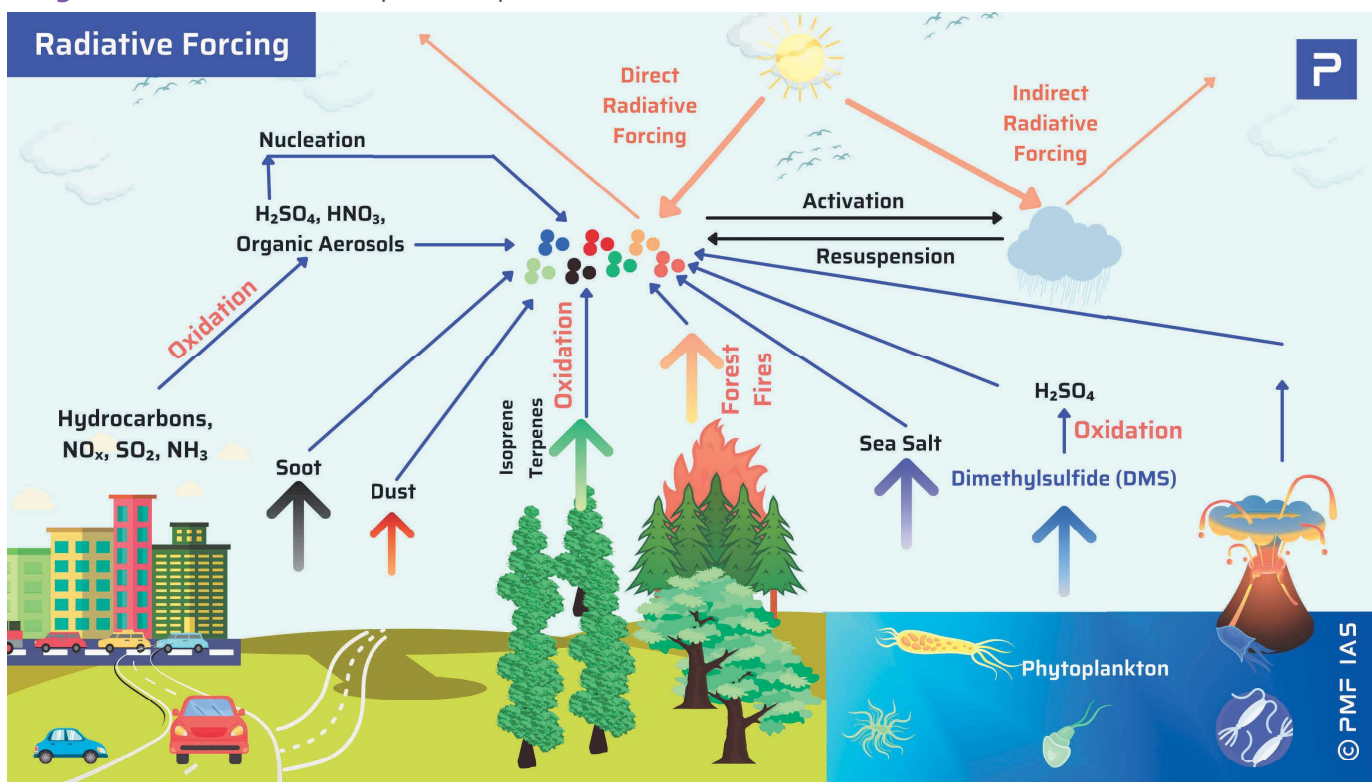 Radiative Forcing
P
Direct
Radiative
Forcing
Indirect
Radiative
Forcing
Nucleation
H₂SO₄, HNO₃,
Organic Aerosols
Activation
Resuspension
Oxidation
Oxidation
Forest
Fires
Isoprene
Terpenes
Hydrocarbons,
NOₓ, SO₂, NH₃
Soot
Dust
Sea Salt
H₂SO₄
Oxidation
Dimethylsulfide (DMS)
Phytoplankton
© PMF IAS